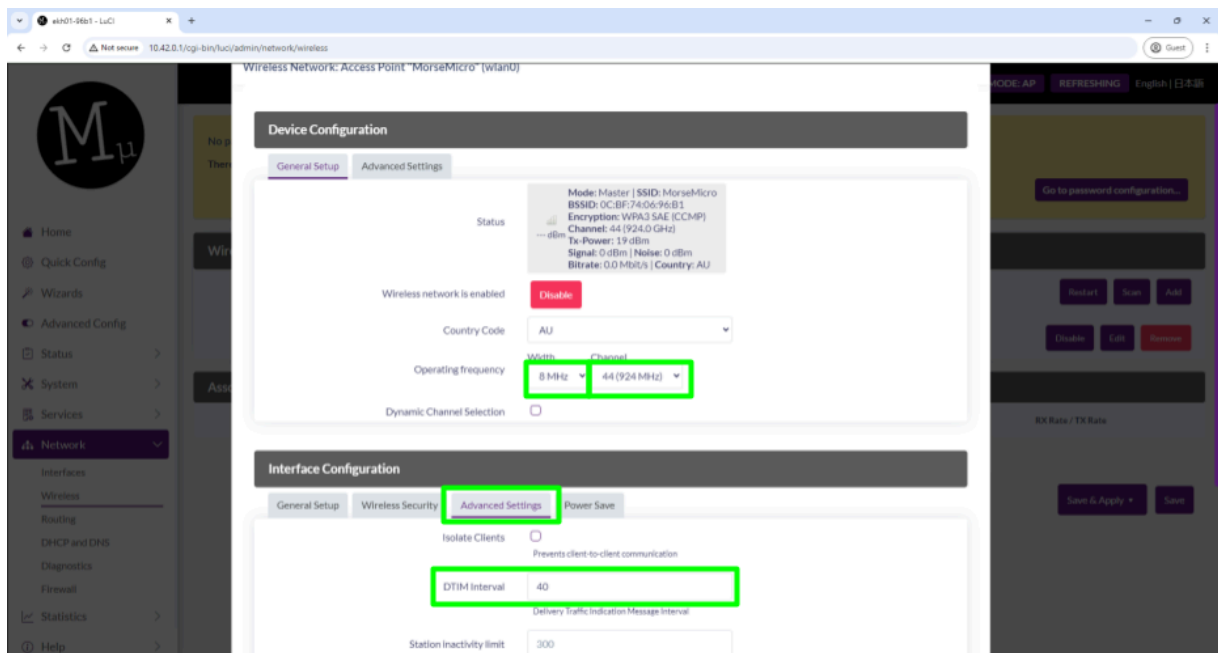 ekh01-96b1 - LuCI
Not secure 10.42.0.1/cgi-bin/luci/admin/network/wireless
Guest
Wireless Network: Access Point "MorseMicro" (wlan0)
MODE: AP REFRESHING English | 日本語
Mμ
No p
Ther
Go to password configuration...
Device Configuration
General Setup Advanced Settings
Status
Mode: Master | SSID: MorseMicro
BSSID: 0C:BF:74:06:96:B1
Encryption: WPA3 SAE (CCMP)
--- dBm Channel: 44 (924.0 GHz)
Tx-Power: 19 dBm
Signal: 0 dBm | Noise: 0 dBm
Bitrate: 0.0 Mbit/s | Country: AU
Wireless network is enabled Disable
Country Code AU
Width Channel
Operating frequency 8 MHz 44 (924 MHz)
Dynamic Channel Selection
Home
Quick Config
Wizards
Advanced Config
Status
System
Services
Network
Interfaces
Wireless
Routing
DHCP and DNS
Diagnostics
Firewall
Statistics
Help
Wir
Restart Scan Add
Disable Edit Remove
Asso
RX Rate / TX Rate
Save & Apply Save
Interface Configuration
General Setup Wireless Security Advanced Settings Power Save
Isolate Clients
Prevents client-to-client communication
DTIM Interval 40
Delivery Traffic Indication Message Interval
Station inactivity limit 300